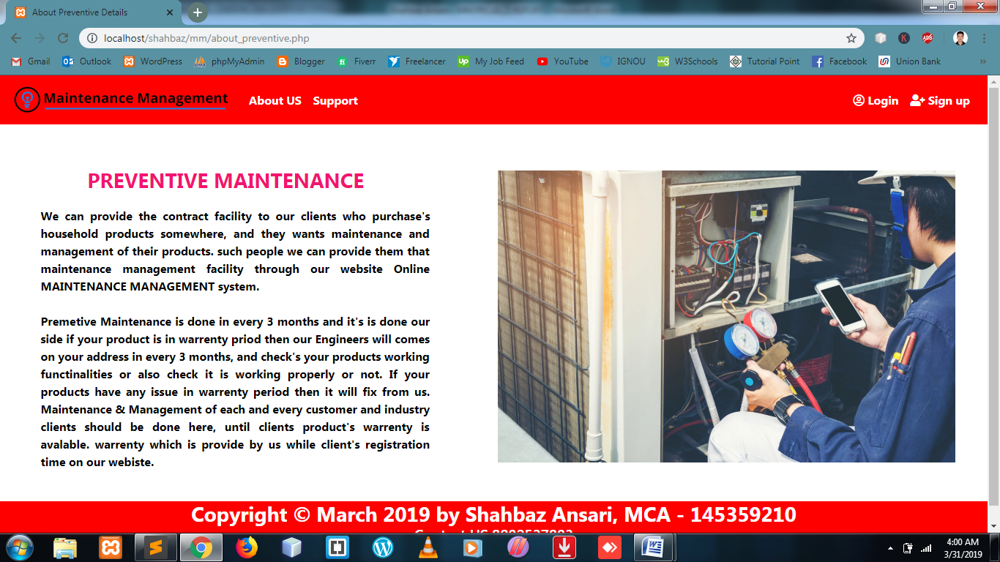 About Preventive Details
localhost/shahbaz/mm/about_preventive.php
K
ABP
Gmail
Outlook
WordPress
phpMyAdmin
Blogger
Fiverr
Freelancer
My Job Feed
YouTube
IGNOU
W3Schools
Tutorial Point
Facebook
Union Bank
Maintenance Management
About US
Support
Login
Sign up
PREVENTIVE MAINTENANCE
We can provide the contract facility to our clients who purchase's
household products somewhere, and they wants maintenance and
management of their products. such people we can provide them that
maintenance management facility through our website Online
MAINTENANCE MANAGEMENT system.
Premetive Maintenance is done in every 3 months and it's is done our
side if your product is in warrenty priod then our Engineers will comes
on your address in every 3 months, and check's your products working
functinalities or also check it is working properly or not. If your
products have any issue in warrenty period then it will fix from us.
Maintenance & Management of each and every customer and industry
clients should be done here, until clients product's warrenty is
avalable. warrenty which is provide by us while client's registration
time on our webiste.
Copyright © March 2019 by Shahbaz Ansari, MCA - 145359210
4:00 AM
3/31/2019